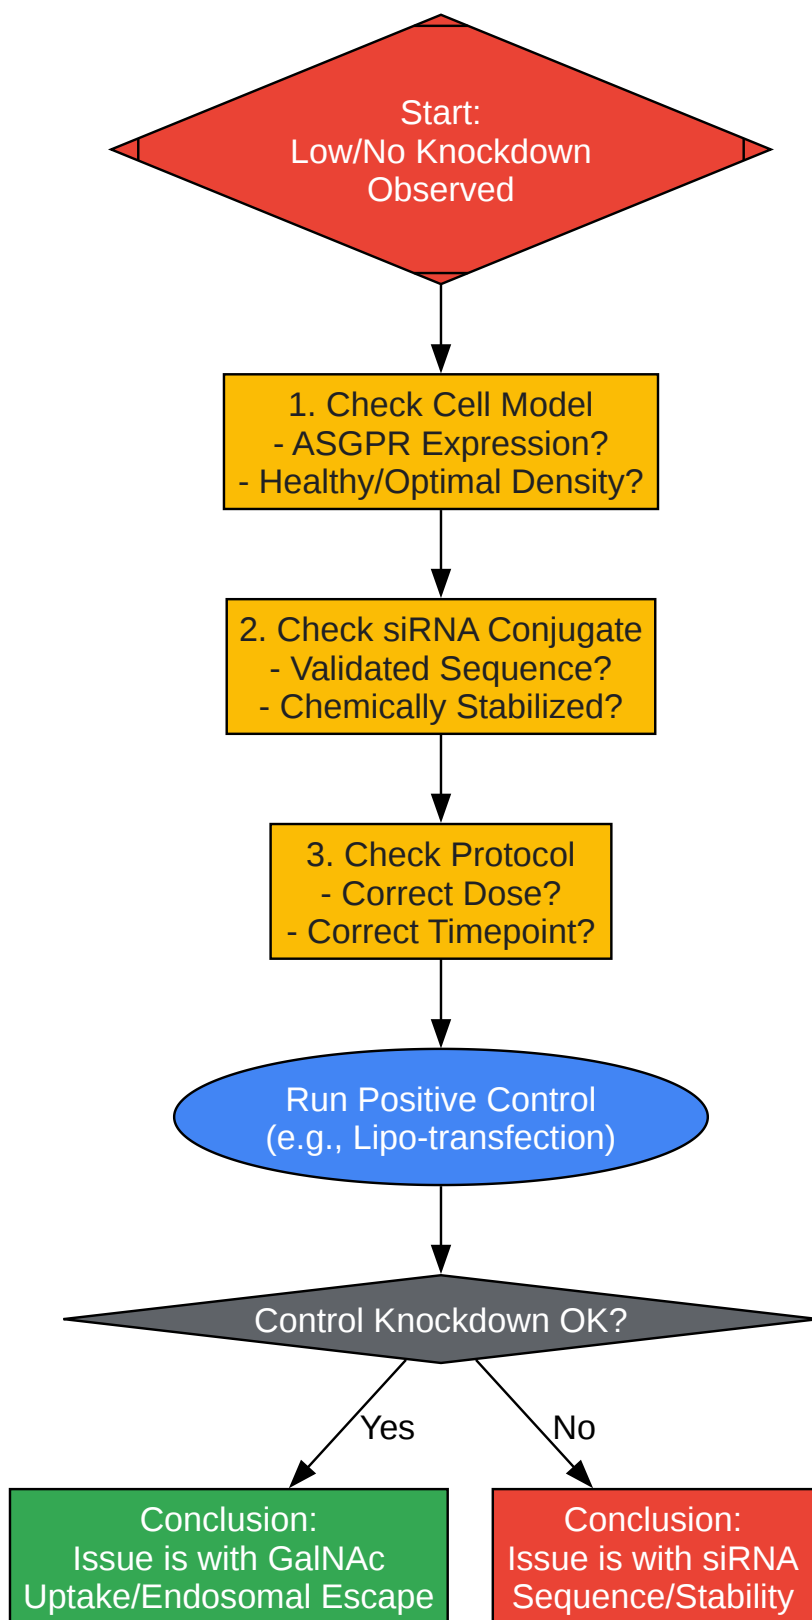 Start:
Low/No Knockdown
Observed
1. Check Cell Model
- ASGPR Expression?
- Healthy/Optimal Density?
2. Check siRNA Conjugate
- Validated Sequence?
- Chemically Stabilized?
3. Check Protocol
- Correct Dose?
- Correct Timepoint?
Run Positive Control
(e.g., Lipo-transfection)
Control Knockdown OK?
Yes
No
Conclusion:
Issue is with GalNAc
Uptake/Endosomal Escape
Conclusion:
Issue is with siRNA
Sequence/Stability